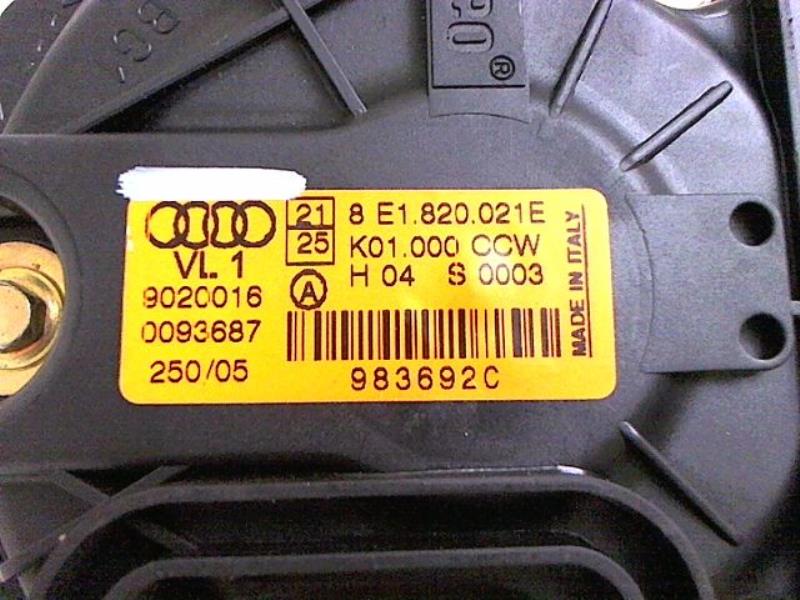 21 8 E1.820.021E
25 K01.000 CCW
VL. 1
A H 04 S 0003
9020016
0093687
250/05
983692C
MADE IN ITALY
®